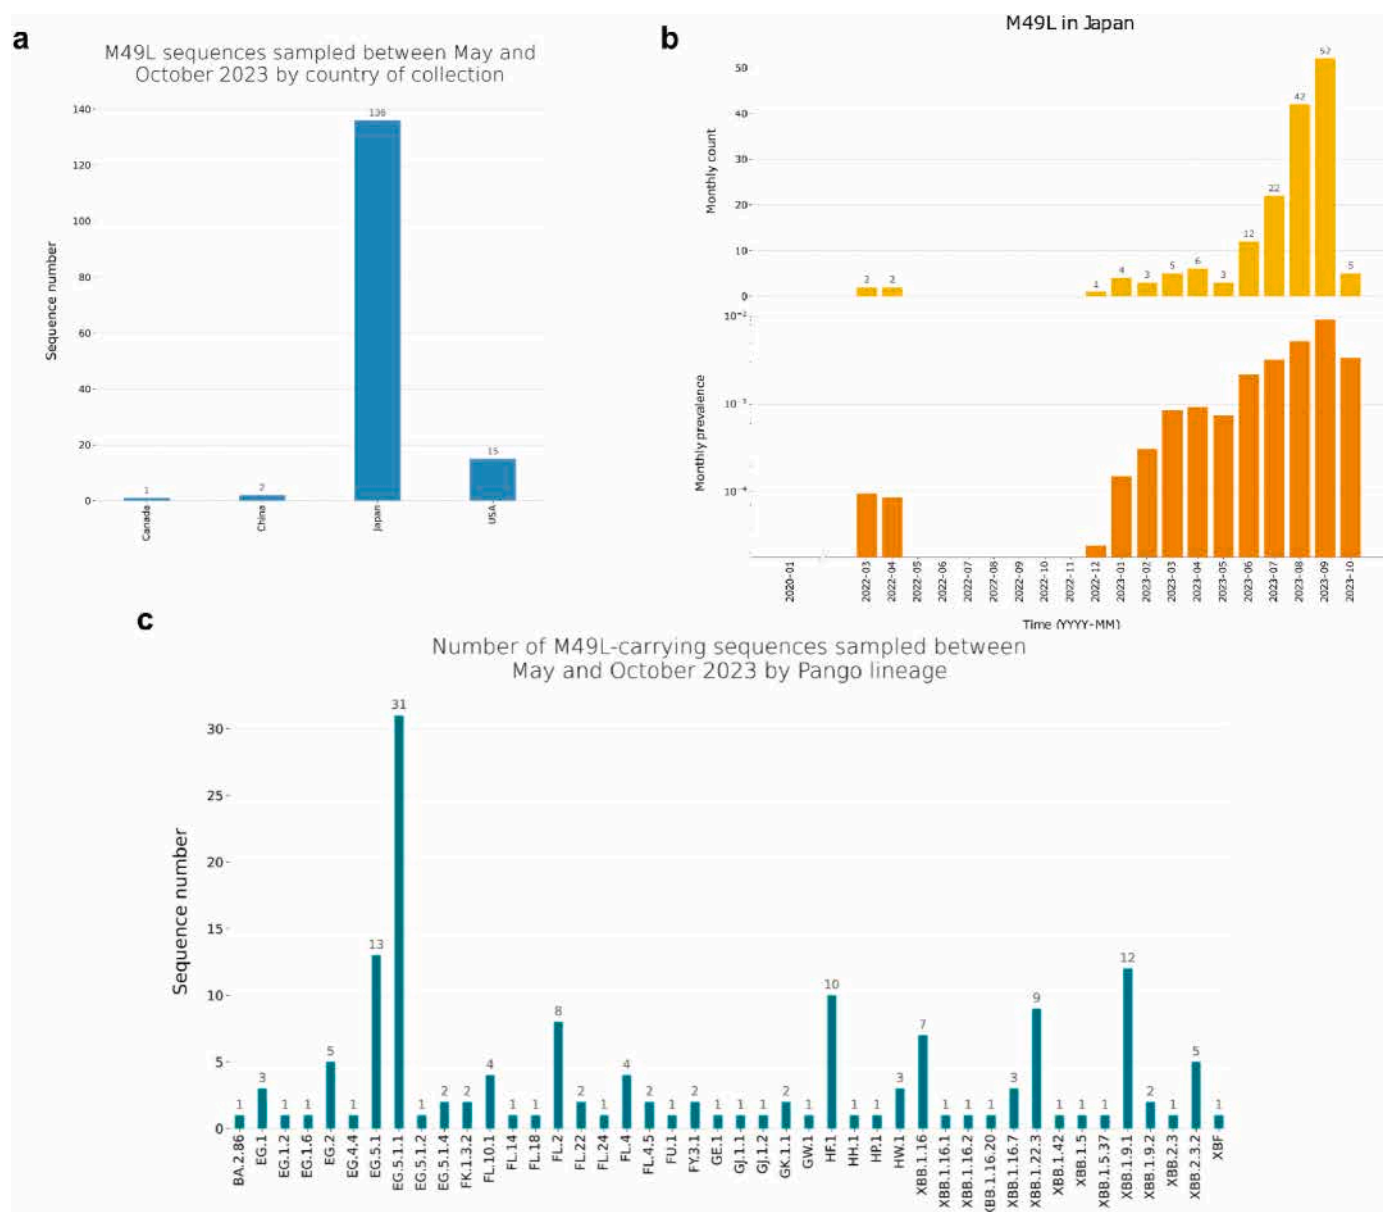 a
M49L sequences sampled between May and
October 2023 by country of collection
Sequence number
140
120
100
80
60
40
20
0
1
2
136
15
Canada
China
Japan
USA
b
M49L in Japan
Monthly count
50
40
30
20
10
0
2
2
1
4
3
5
6
3
12
22
42
52
5
Monthly prevalence
10⁻²
10⁻³
10⁻⁴
2020-01
2022-03
2022-04
2022-05
2022-06
2022-07
2022-08
2022-09
2022-10
2022-11
2022-12
2023-01
2023-02
2023-03
2023-04
2023-05
2023-06
2023-07
2023-08
2023-09
2023-10
Time (YYYY-MM)
c
Number of M49L-carrying sequences sampled between
May and October 2023 by Pango lineage
Sequence number
30
25
20
15
10
5
0
1
3
1
1
5
1
13
31
1
2
2
4
1
1
8
2
1
4
2
1
2
1
1
1
2
1
10
1
1
3
7
1
1
1
3
9
1
1
1
12
2
1
5
1
BA.2.86
EG.1
EG.1.2
EG.1.6
EG.2
EG.4.4
EG.5.1
EG.5.1.1
EG.5.1.2
EG.5.1.4
FK.1.3.2
FL.10.1
FL.14
FL.18
FL.2
FL.22
FL.24
FL.4
FL.4.5
FU.1
FY.3.1
GE.1
GJ.1.1
GJ.1.2
GK.1.1
GW.1
HF.1
HH.1
HP.1
HW.1
XBB.1.16
XBB.1.16.1
XBB.1.16.2
XBB.1.16.20
XBB.1.16.7
XBB.1.22.3
XBB.1.42
XBB.1.5
XBB.1.5.37
XBB.1.9.1
XBB.1.9.2
XBB.2.3
XBB.2.3.2
XBF